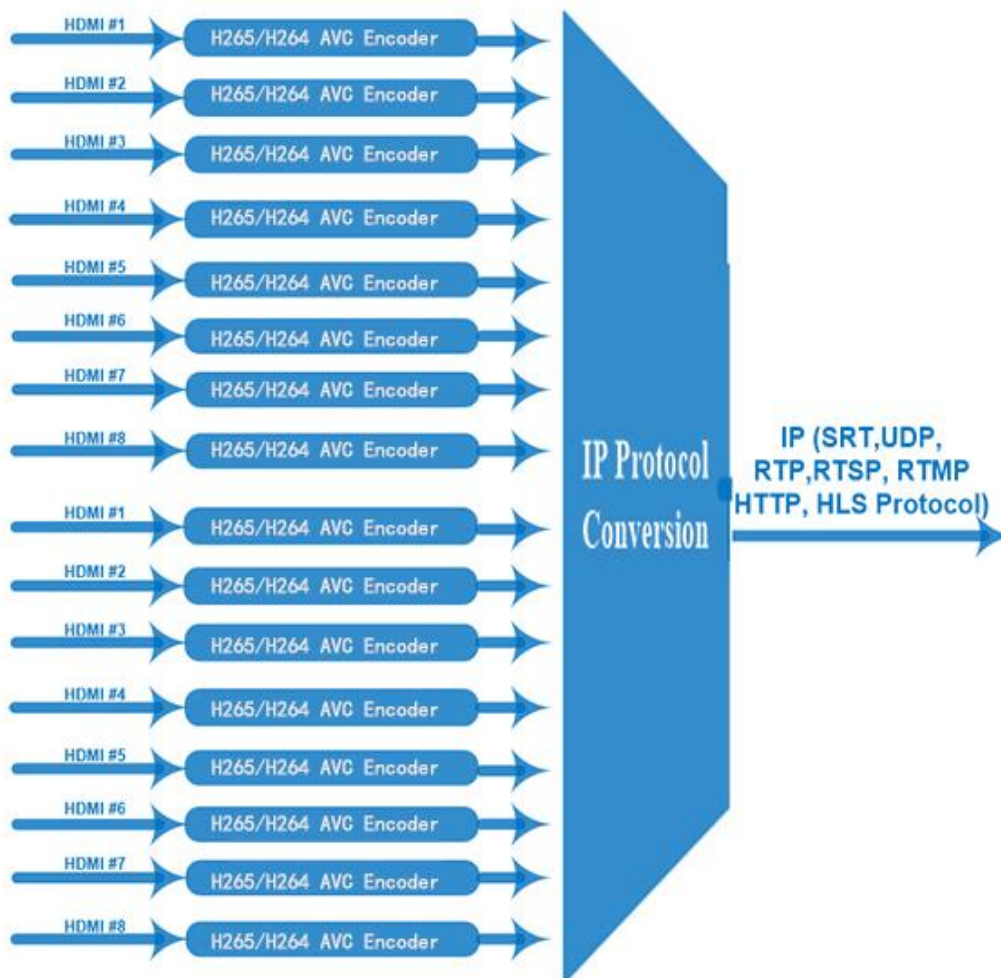 HDMI #1
H265/H264 AVC Encoder
HDMI #2
H265/H264 AVC Encoder
HDMI #3
H265/H264 AVC Encoder
HDMI #4
H265/H264 AVC Encoder
HDMI #5
H265/H264 AVC Encoder
HDMI #6
H265/H264 AVC Encoder
HDMI #7
H265/H264 AVC Encoder
HDMI #8
H265/H264 AVC Encoder
HDMI #1
H265/H264 AVC Encoder
HDMI #2
H265/H264 AVC Encoder
HDMI #3
H265/H264 AVC Encoder
HDMI #4
H265/H264 AVC Encoder
HDMI #5
H265/H264 AVC Encoder
HDMI #6
H265/H264 AVC Encoder
HDMI #7
H265/H264 AVC Encoder
HDMI #8
H265/H264 AVC Encoder
IP Protocol
Conversion
IP (SRT,UDP,
RTP,RTSP, RTMP
HTTP, HLS Protocol)